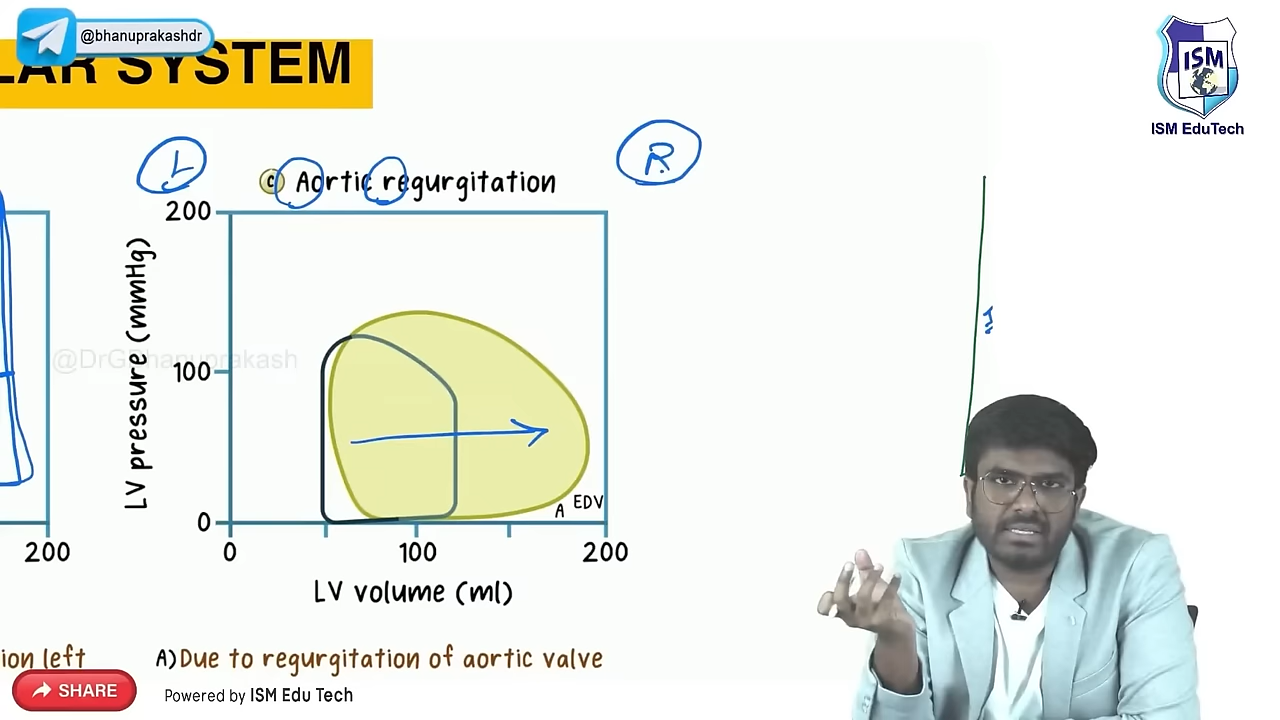 @bhanuprakashdr
LAR SYSTEM
ISM
ISM EduTech
L
R
c Aortic regurgitation
200
100
0
LV pressure (mmHg)
@DrGBhanuprakash
A EDV
200
0
100
200
LV volume (ml)
ion left
A) Due to regurgitation of aortic valve
SHARE
Powered by ISM Edu Tech